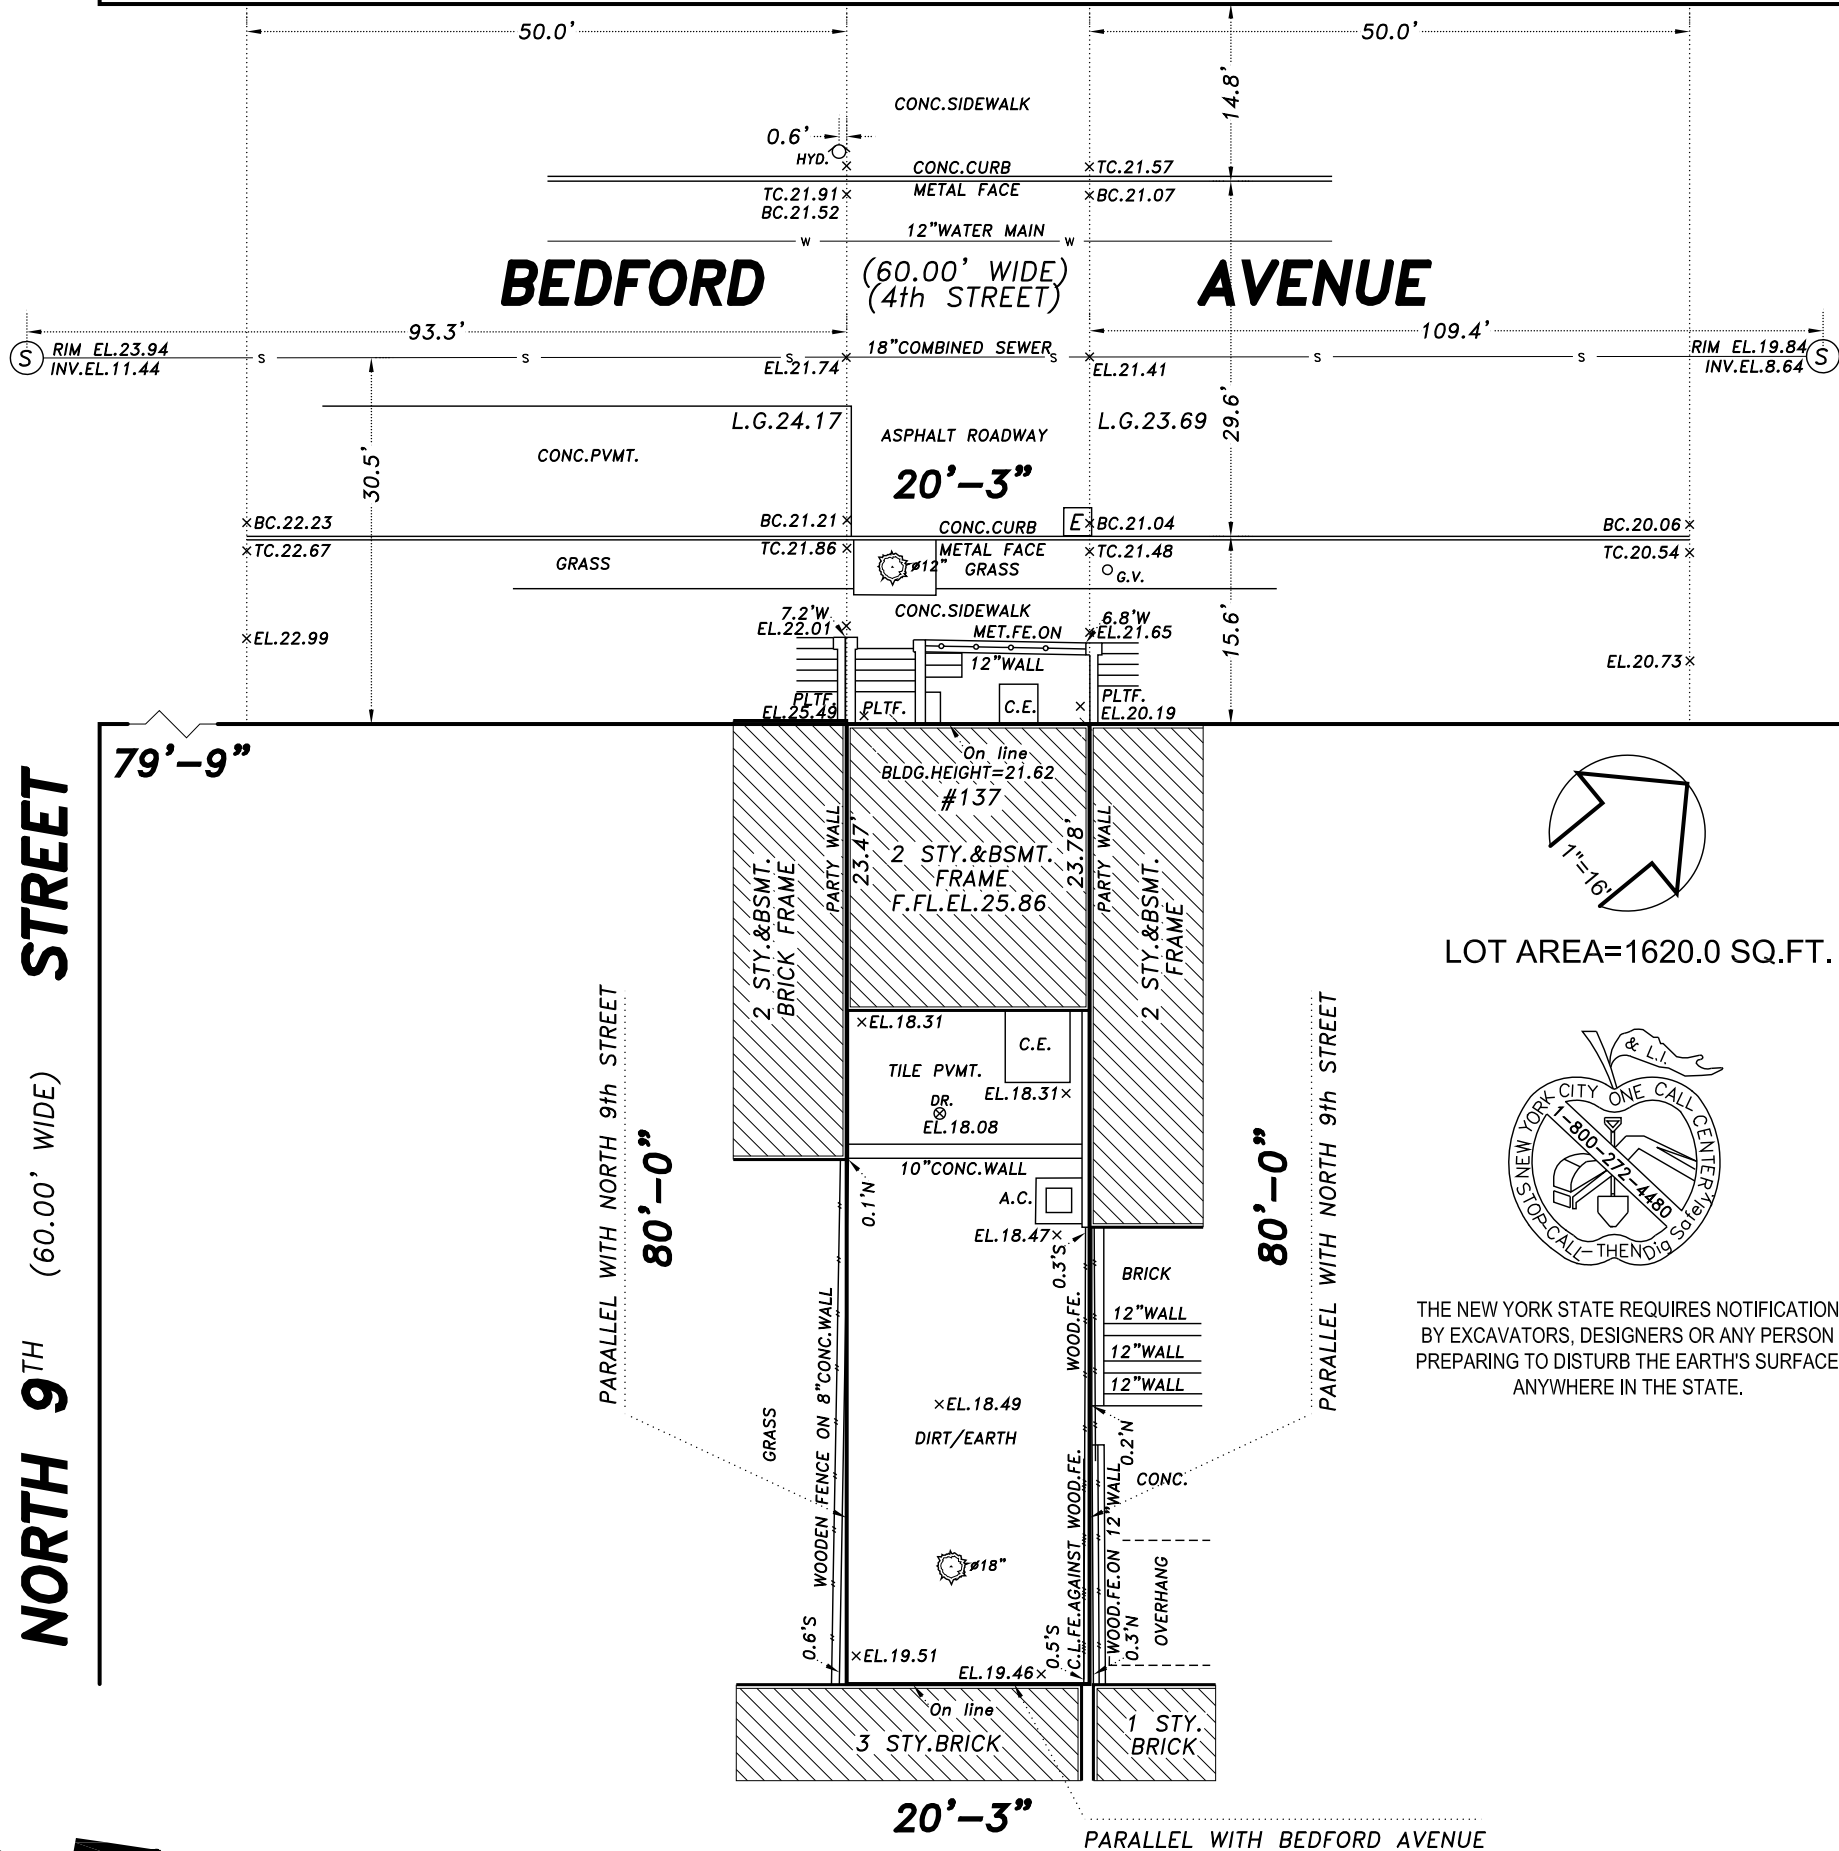 50.0'
50.0'
14.8'
CONC.SIDEWALK
0.6'
HYD.
CONC.CURB
TC.21.57
METAL FACE
TC.21.91
BC.21.07
BC.21.52
12"WATER MAIN
W
W
BEDFORD
(60.00' WIDE)
(4th STREET)
AVENUE
93.3'
109.4'
S
RIM EL.23.94
INV.EL.11.44
S
S
S
18"COMBINED SEWER
S
S
S
RIM EL.19.84
INV.EL.8.64
S
EL.21.74
EL.21.41
29.6'
L.G.24.17
L.G.23.69
ASPHALT ROADWAY
CONC.PVMT.
30.5'
20'-3"
BC.22.23
BC.21.21
CONC.CURB
E
BC.21.04
BC.20.06
TC.22.67
TC.21.86
METAL FACE
TC.21.48
TC.20.54
GRASS
ø12"
GRASS
G.V.
15.6'
7.2'W
CONC.SIDEWALK
6.8'W
EL.22.99
EL.22.01
MET.FE.ON
EL.21.65
12"WALL
EL.20.73
PLTF.
EL.25.49
PLTF.
C.E.
PLTF.
EL.20.19
79'-9"
On line
BLDG.HEIGHT=21.62
#137
2 STY.&BSMT.
FRAME
F.FL.EL.25.86
PARTY WALL
23.47'
23.78'
PARTY WALL
2 STY.&BSMT.
BRICK FRAME
2 STY.&BSMT.
FRAME
1"=16'
LOT AREA=1620.0 SQ.FT.
NORTH 9TH (60.00' WIDE) STREET
PARALLEL WITH NORTH 9th STREET
80'-0"
EL.18.31
C.E.
TILE PVMT.
EL.18.31
DR.
EL.18.08
10"CONC.WALL
A.C.
0.1'N
EL.18.47
0.3'S
80'-0"
PARALLEL WITH NORTH 9th STREET
& L.I.
NEW YORK CITY ONE CALL CENTERS
1-800-272-4480
STOP-CALL-THEN Dig Safely
THE NEW YORK STATE REQUIRES NOTIFICATION
BY EXCAVATORS, DESIGNERS OR ANY PERSON
PREPARING TO DISTURB THE EARTH'S SURFACE
ANYWHERE IN THE STATE.
BRICK
12"WALL
12"WALL
12"WALL
WOOD.FE.
WOODEN FENCE ON 8"CONC.WALL
GRASS
EL.18.49
DIRT/EARTH
0.2'N
CONC.
C.L.FE.AGAINST WOOD.FE.
WOOD.FE.ON 12"WALL
OVERHANG
ø18"
0.6'S
EL.19.51
EL.19.46
0.5'S
0.3'N
On line
3 STY.BRICK
1 STY.
BRICK
20'-3"
PARALLEL WITH BEDFORD AVENUE